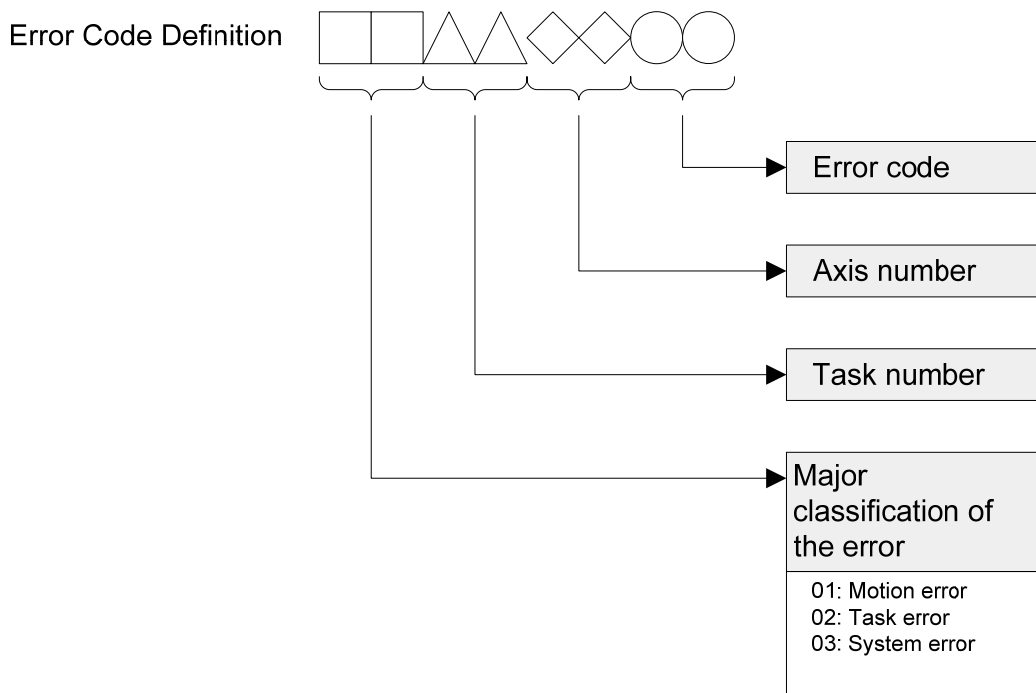 Error Code Definition
Error code
Axis number
Task number
Major
classification of
the error
01: Motion error
02: Task error
03: System error